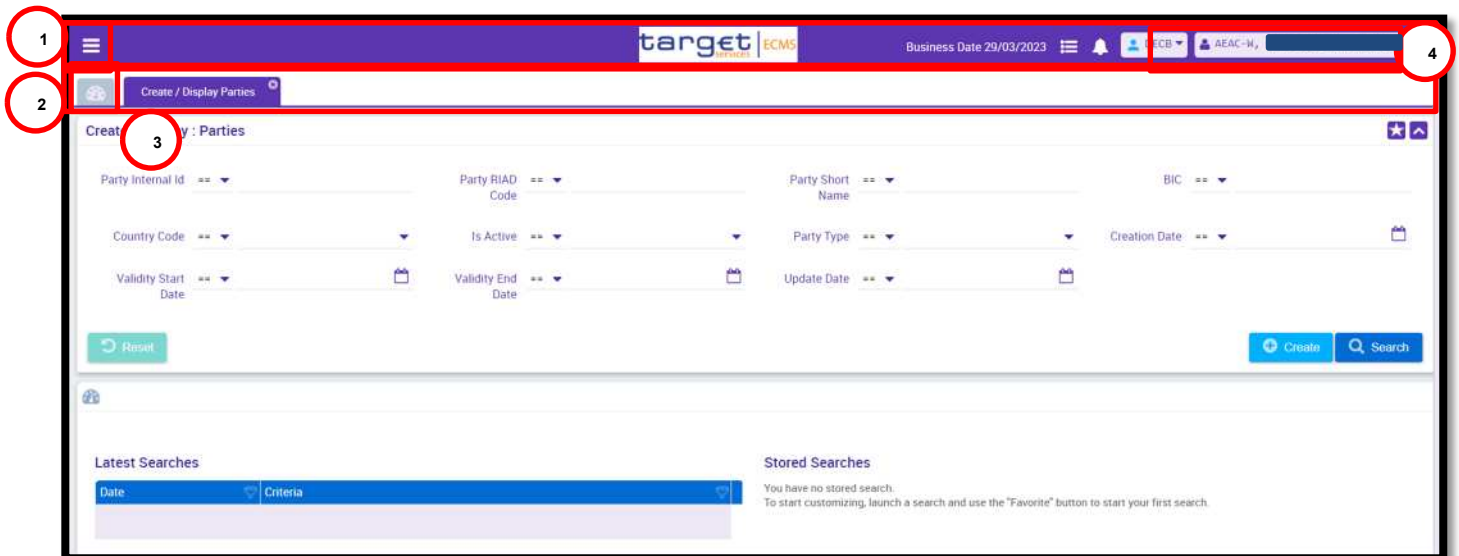 1
target services ECMS
Business Date 29/03/2023
AEAC-W,
4
2
Create / Display Parties
3
: Parties
Party Internal Id ==
Party RIAD Code ==
Party Short Name ==
BIC ==
Country Code ==
Is Active ==
Party Type ==
Creation Date ==
Validity Start Date ==
Validity End Date ==
Update Date ==
Reset
Create
Search
Latest Searches
Stored Searches
Date
Criteria
You have no stored search.
To start customizing, launch a search and use the "Favorite" button to start your first search.